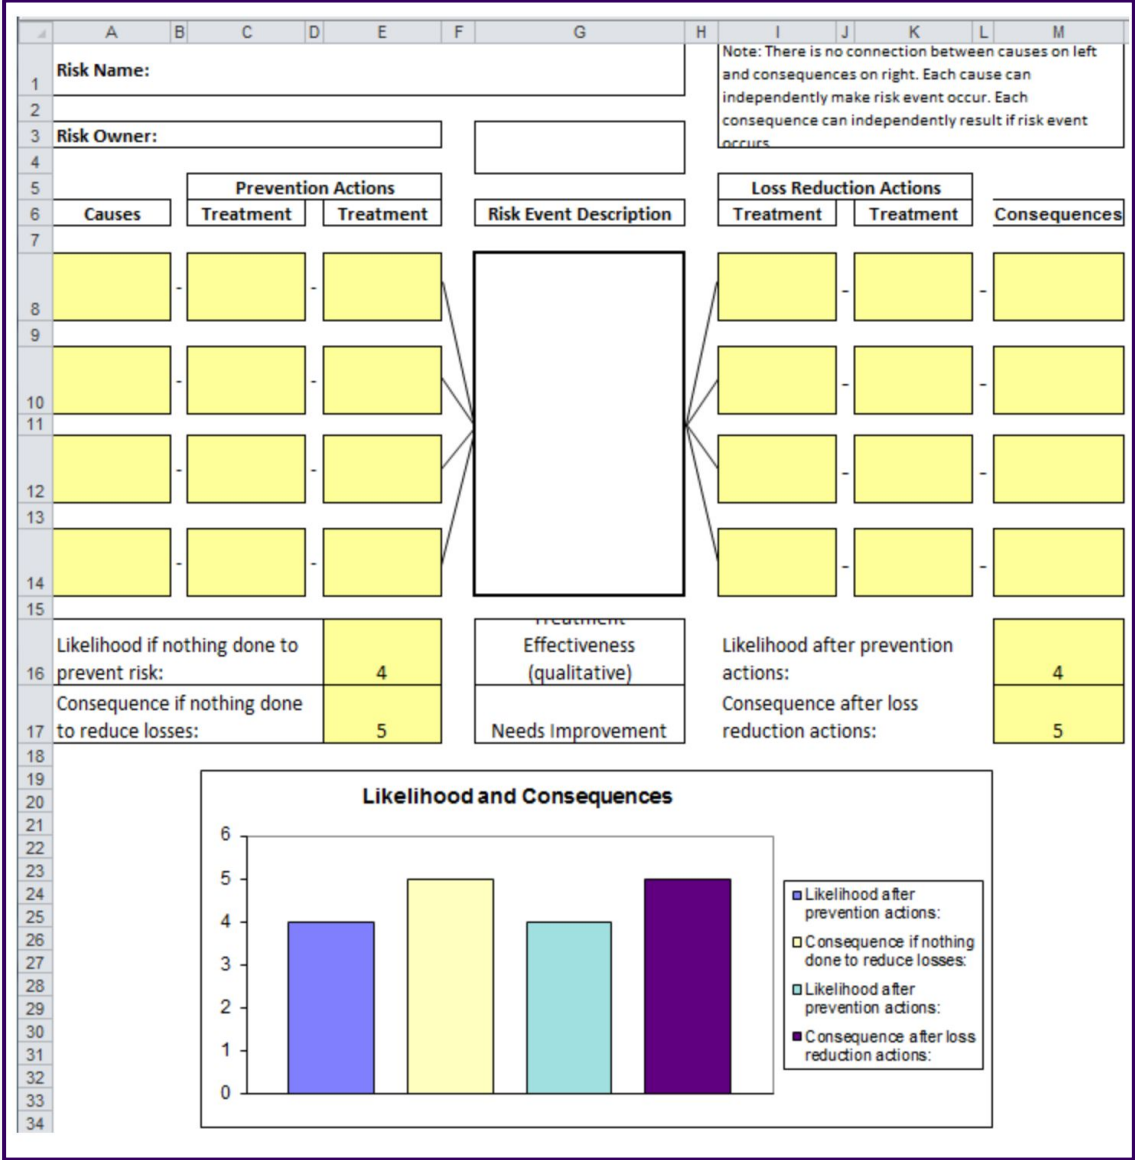 A B C D E F G H I J K L M
1 Risk Name:
Note: There is no connection between causes on left
and consequences on right. Each cause can
independently make risk event occur. Each
consequence can independently result if risk event
occurs
2
3 Risk Owner:
4
5 Prevention Actions Loss Reduction Actions
6 Causes Treatment Treatment Risk Event Description Treatment Treatment Consequences
7
8 - - - -
9
10 - - - -
11
12 - - - -
13
14 - - - -
15
Likelihood if nothing done to
16 prevent risk: 4
Treatment
Effectiveness
(qualitative)
Likelihood after prevention
actions: 4
Consequence if nothing done
17 to reduce losses: 5
Needs Improvement
Consequence after loss
reduction actions: 5
18
19
20
21
22
23
24
25
26
27
28
29
30
31
32
33
34
Likelihood and Consequences
6
5
4
3
2
1
0
Likelihood after
prevention actions:
Consequence if nothing
done to reduce losses:
Likelihood after
prevention actions:
Consequence after loss
reduction actions: